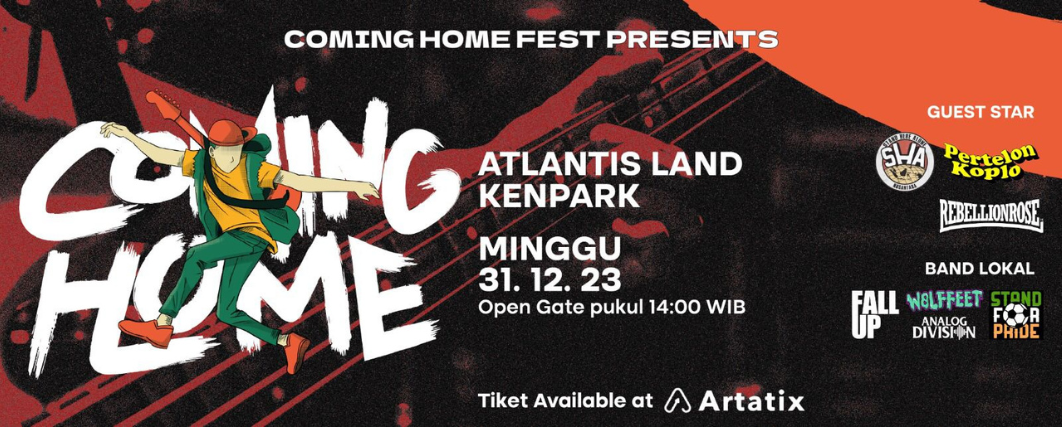 COMING HOME FEST PRESENTS
COMING
HOME
ATLANTIS LAND
KENPARK
MINGGU
31. 12. 23
Open Gate pukul 14:00 WIB
Tiket Available at Artatix
GUEST STAR
SHA
Pertelon
Koplo
REBELLIONROSE
BAND LOKAL
FALL
UP
WOLFFEET
ANALOG
DIVISION
STAND
FOR
PRIDE